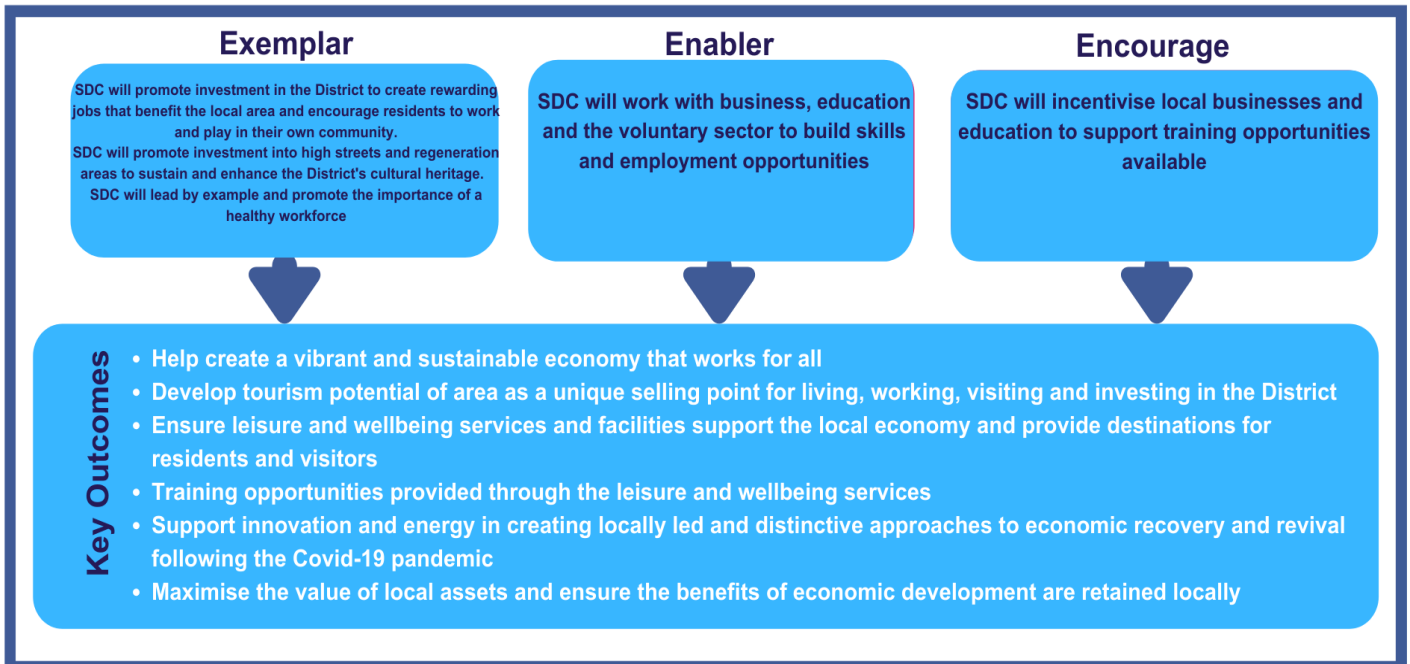 Exemplar
SDC will promote investment in the District to create rewarding
jobs that benefit the local area and encourage residents to work
and play in their own community.
SDC will promote investment into high streets and regeneration
areas to sustain and enhance the District's cultural heritage.
SDC will lead by example and promote the importance of a
healthy workforce
Enabler
SDC will work with business, education
and the voluntary sector to build skills
and employment opportunities
Encourage
SDC will incentivise local businesses and
education to support training opportunities
available
Key Outcomes
• Help create a vibrant and sustainable economy that works for all
• Develop tourism potential of area as a unique selling point for living, working, visiting and investing in the District
• Ensure leisure and wellbeing services and facilities support the local economy and provide destinations for
residents and visitors
• Training opportunities provided through the leisure and wellbeing services
• Support innovation and energy in creating locally led and distinctive approaches to economic recovery and revival
following the Covid-19 pandemic
• Maximise the value of local assets and ensure the benefits of economic development are retained locally